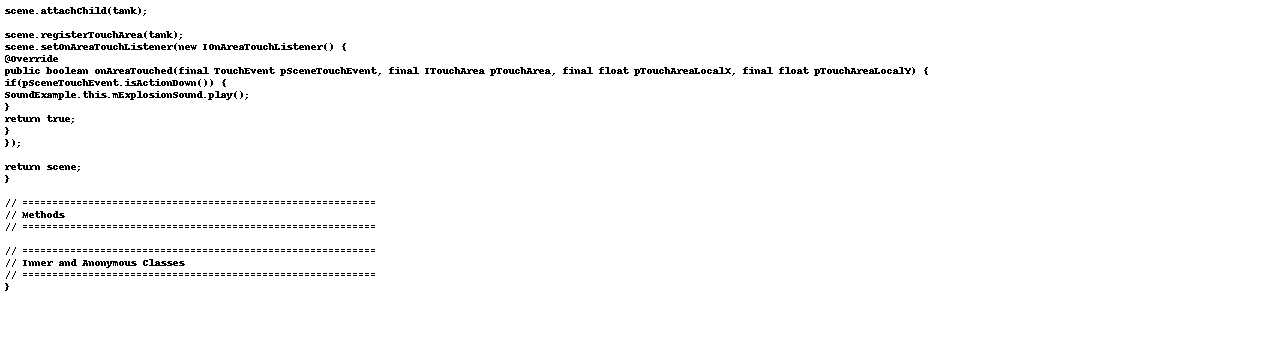 scene.attachChild(tank);
scene.registerTouchArea(tank);
scene.setOnAreaTouchListener(new IOnAreaTouchListener() {
@Override
public boolean onAreaTouched(final TouchEvent pSceneTouchEvent, final ITouchArea pTouchArea, final float pTouchAreaLocalX, final float pTouchAreaLocalY) {
if(pSceneTouchEvent.isActionDown()) {
SoundExample.this.mExplosionSound.play();
}
return true;
}
});
return scene;
}
// ===========================================================
// Methods
// ===========================================================
// ===========================================================
// Inner and Anonymous Classes
// ===========================================================
}